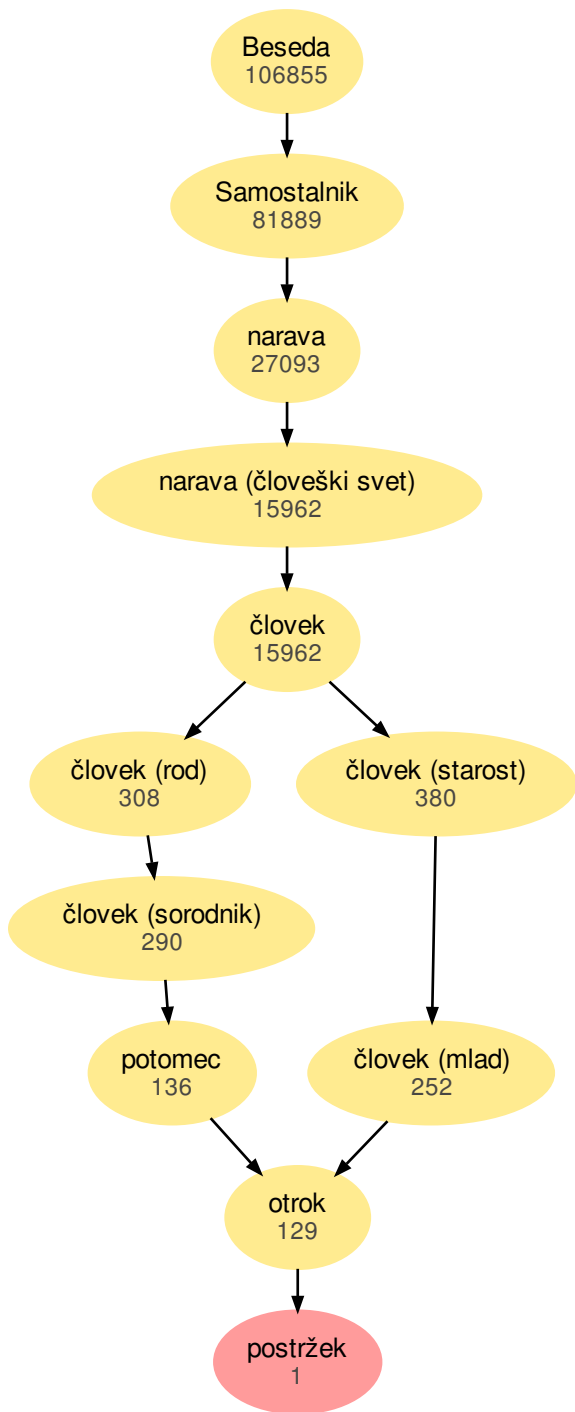 Beseda
106855
Samostalnik
81889
narava
27093
narava (človeški svet)
15962
človek
15962
človek (rod)
308
človek (starost)
380
človek (sorodnik)
290
potomec
136
človek (mlad)
252
otrok
129
postržek
1